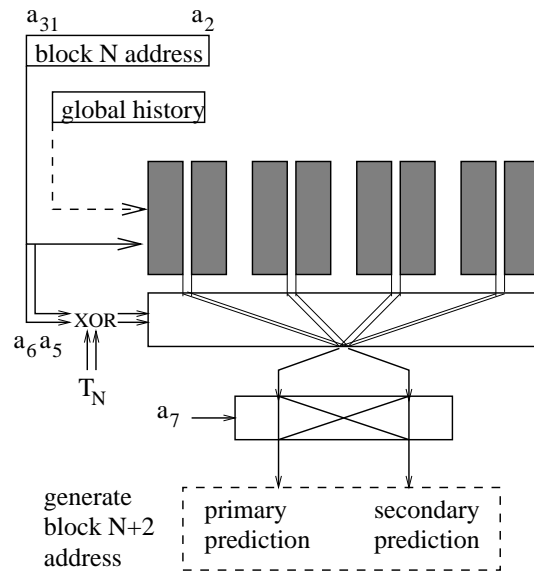 a31 a2
block N address
global history
XOR
a6 a5
TN
a7
generate
block N+2
address
primary
prediction
secondary
prediction